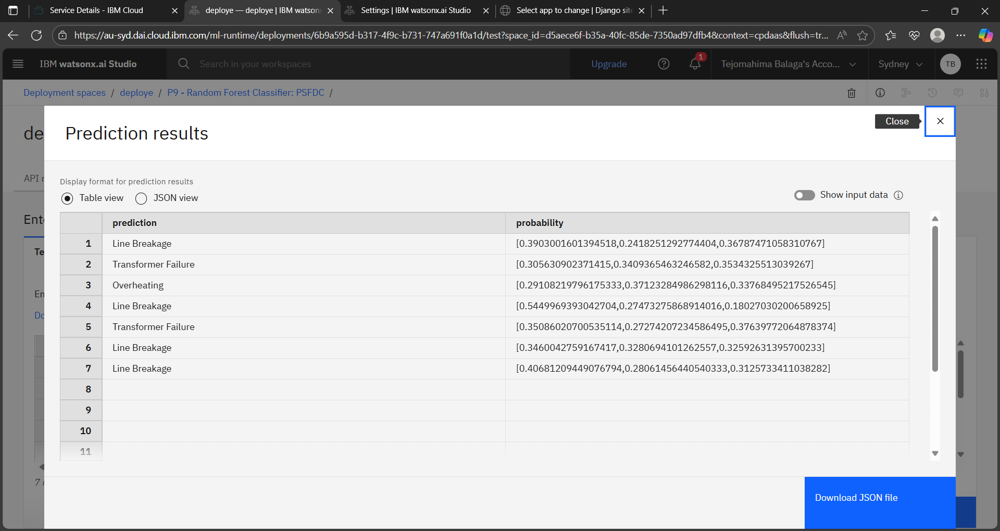 Service Details - IBM Cloud
deploye — deploye | IBM watson
Settings | IBM watsonx.ai Studio
Select app to change | Django site
https://au-syd.dai.cloud.ibm.com/ml-runtime/deployments/6b9a595d-b317-4f9c-b731-747a691f0a1d/test?space_id=d5aece6f-b35a-40fc-85de-7350ad97dfb4&context=cpdaas&flush=tr...
IBM watsonx.ai Studio
Search in your workspaces
Upgrade
1
Tejomahima Balaga's Acco...
Sydney
TB
Deployment spaces / deploye / P9 - Random Forest Classifier: PSFDC /
de
Prediction results
Close
API r
Display format for prediction results
Table view
JSON view
Show input data
Ent
Te
En
Do
7
prediction probability
1 Line Breakage [0.3903001601394518,0.2418251292774404,0.36787471058310767]
2 Transformer Failure [0.305630902371415,0.3409365463246582,0.3534325513039267]
3 Overheating [0.29108219796175333,0.37123284986298116,0.33768495217526545]
4 Line Breakage [0.5449969393042704,0.27473275868914016,0.18027030200658925]
5 Transformer Failure [0.35086020700535114,0.27274207234586495,0.37639772064878374]
6 Line Breakage [0.3460042759167417,0.3280694101262557,0.32592631395700233]
7 Line Breakage [0.40681209449076794,0.28061456440540333,0.3125733411038282]
8
9
10
11
Download JSON file